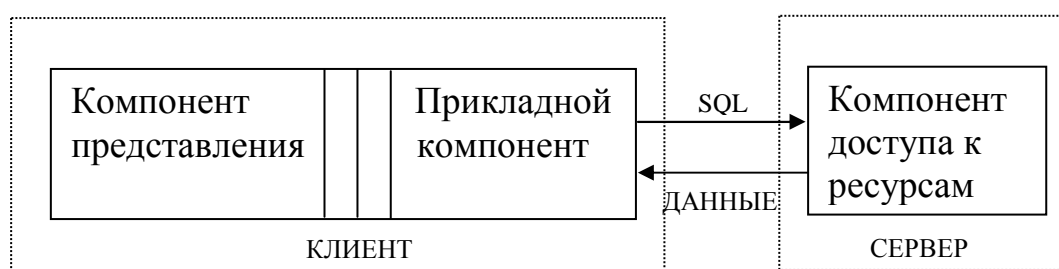 Компонент
представления
Прикладной
компонент
SQL
ДАННЫЕ
Компонент
доступа к
ресурсам
КЛИЕНТ
СЕРВЕР